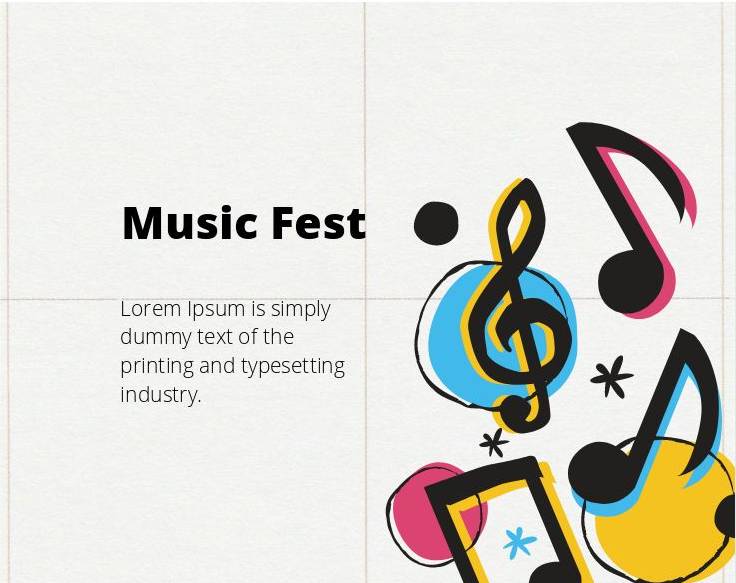 Music Fest
Lorem Ipsum is simply
dummy text of the
printing and typesetting
industry.